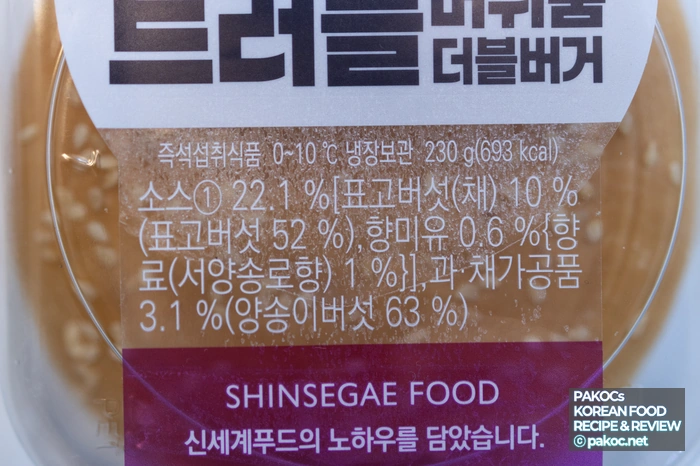 트러플 버위품
더블버거
즉석섭취식품 0~10 ℃ 냉장보관 230 g(693 kcal)
소스① 22.1 %[표고버섯(채) 10 %
(표고버섯 52 %),향미유 0.6 %{향
료(서양송로향) 1 %}],과·채가공품
3.1 %(양송이버섯 63 %)
SHINSEGAE FOOD
신세계푸드의 노하우를 담았습니다.
PAKOCs
KOREAN FOOD
RECIPE & REVIEW
© pakoc.net